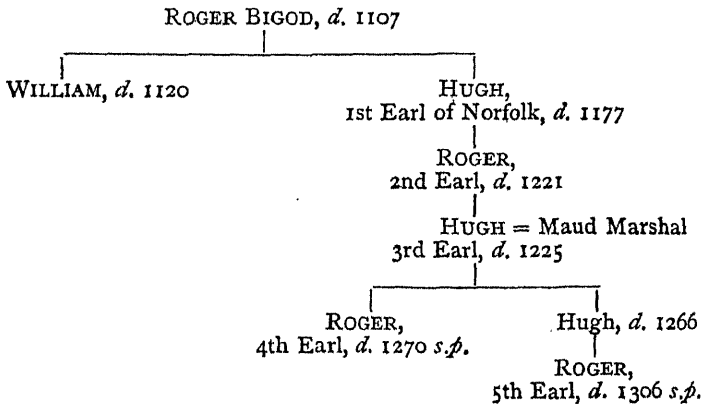 ROGER BIGOD, d. 1107
WILLIAM, d. 1120
HUGH,
1st Earl of Norfolk, d. 1177
ROGER,
2nd Earl, d. 1221
HUGH = Maud Marshal
3rd Earl, d. 1225
ROGER,
4th Earl, d. 1270 s.p.
Hugh, d. 1266
ROGER,
5th Earl, d. 1306 s.p.